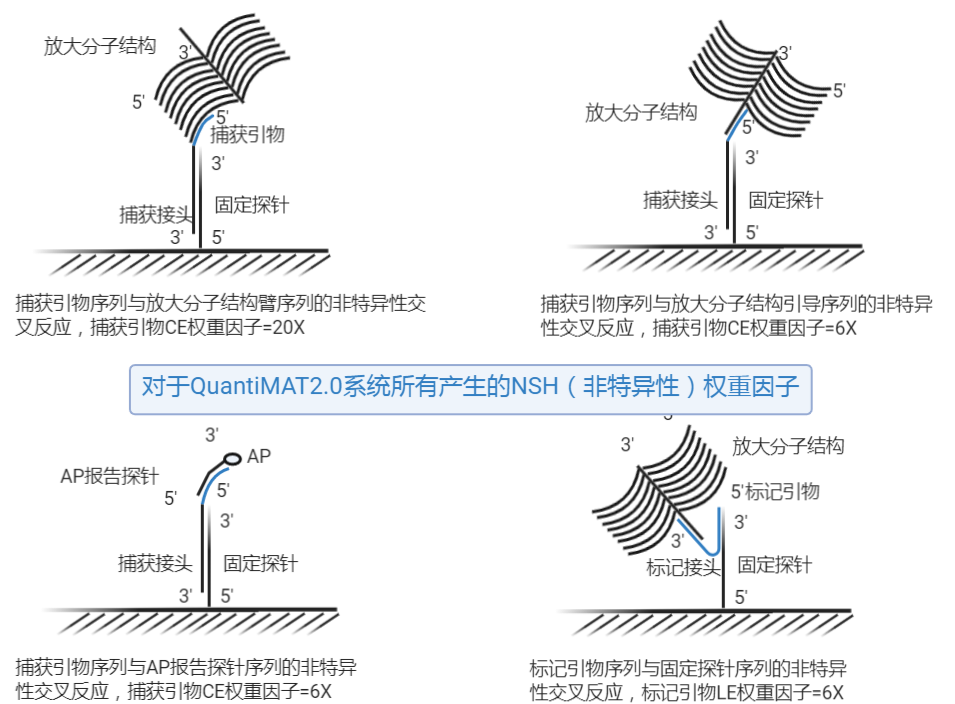 放大分子结构
3'
5'
5'
捕获引物
3'
捕获接头
固定探针
3'
5'
捕获引物序列与放大分子结构臂序列的非特异性交
叉反应，捕获引物CE权重因子=20X
3'
5'
放大分子结构
5'
3'
捕获接头
固定探针
3'
5'
捕获引物序列与放大分子结构引导序列的非特异
性交叉反应，捕获引物CE权重因子=6X
对于QuantiMAT2.0系统所有产生的NSH（非特异性）权重因子
3'
AP
AP报告探针
5'
5'
3'
捕获接头
固定探针
3'
5'
捕获引物序列与AP报告探针序列的非特异
性交叉反应，捕获引物CE权重因子=6X
3'
放大分子结构
5'标记引物
3'
3'
标记接头
固定探针
5'
标记引物序列与固定探针序列的非特异
性交叉反应，标记引物LE权重因子=6X